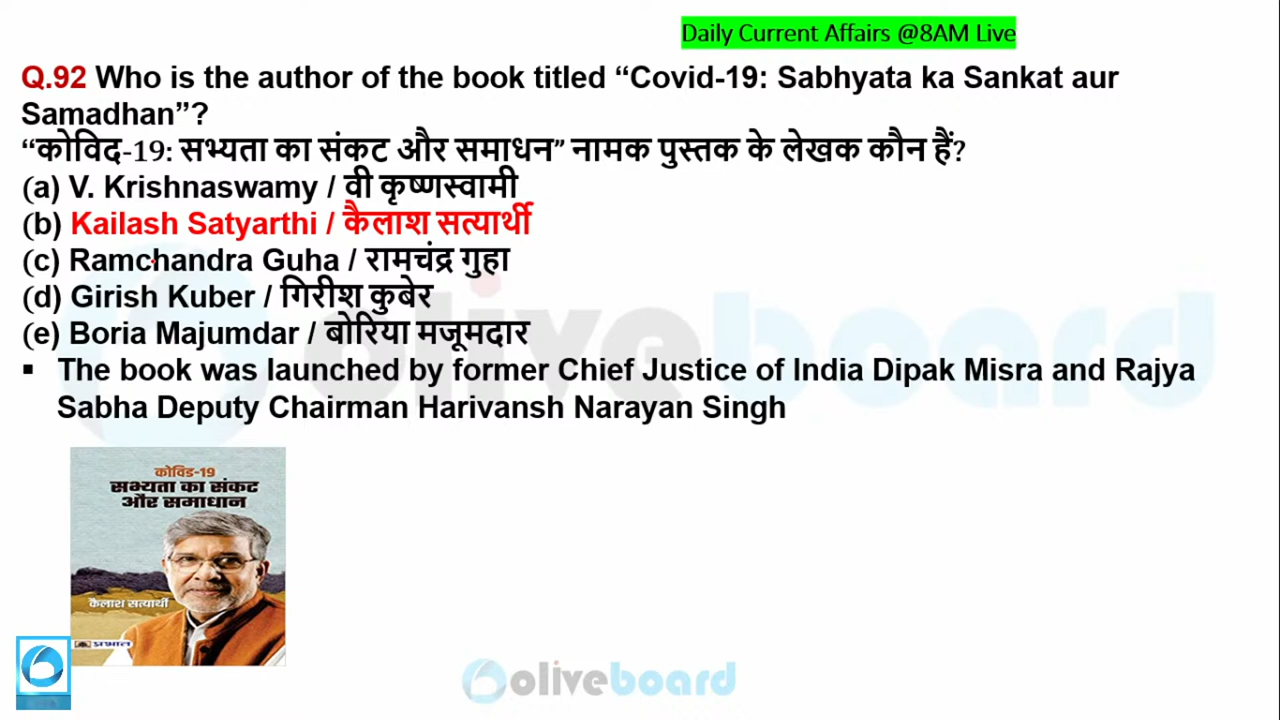 Daily Current Affairs @8AM Live
Q.92 Who is the author of the book titled “Covid-19: Sabhyata ka Sankat aur
Samadhan”?
“कोविद-19: सभ्यता का संकट और समाधन” नामक पुस्तक के लेखक कौन हैं?
(a) V. Krishnaswamy / वी कृष्णस्वामी
(b) Kailash Satyarthi / कैलाश सत्यार्थी
(c) Ramchandra Guha / रामचंद्र गुहा
(d) Girish Kuber / गिरीश कुबेर
(e) Boria Majumdar / बोरिया मजूमदार
▪ The book was launched by former Chief Justice of India Dipak Misra and Rajya
Sabha Deputy Chairman Harivansh Narayan Singh
कोविड-19
सभ्यता का संकट
और समाधान
कैलाश सत्यार्थी
प्रभात
oliveboard
oliveboard